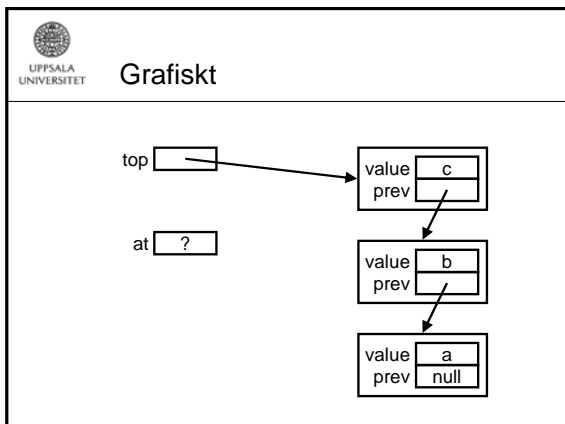 UPPSALA
UNIVERSITET
Grafiskt
top
value c
prev
at ?
value b
prev
value a
prev null